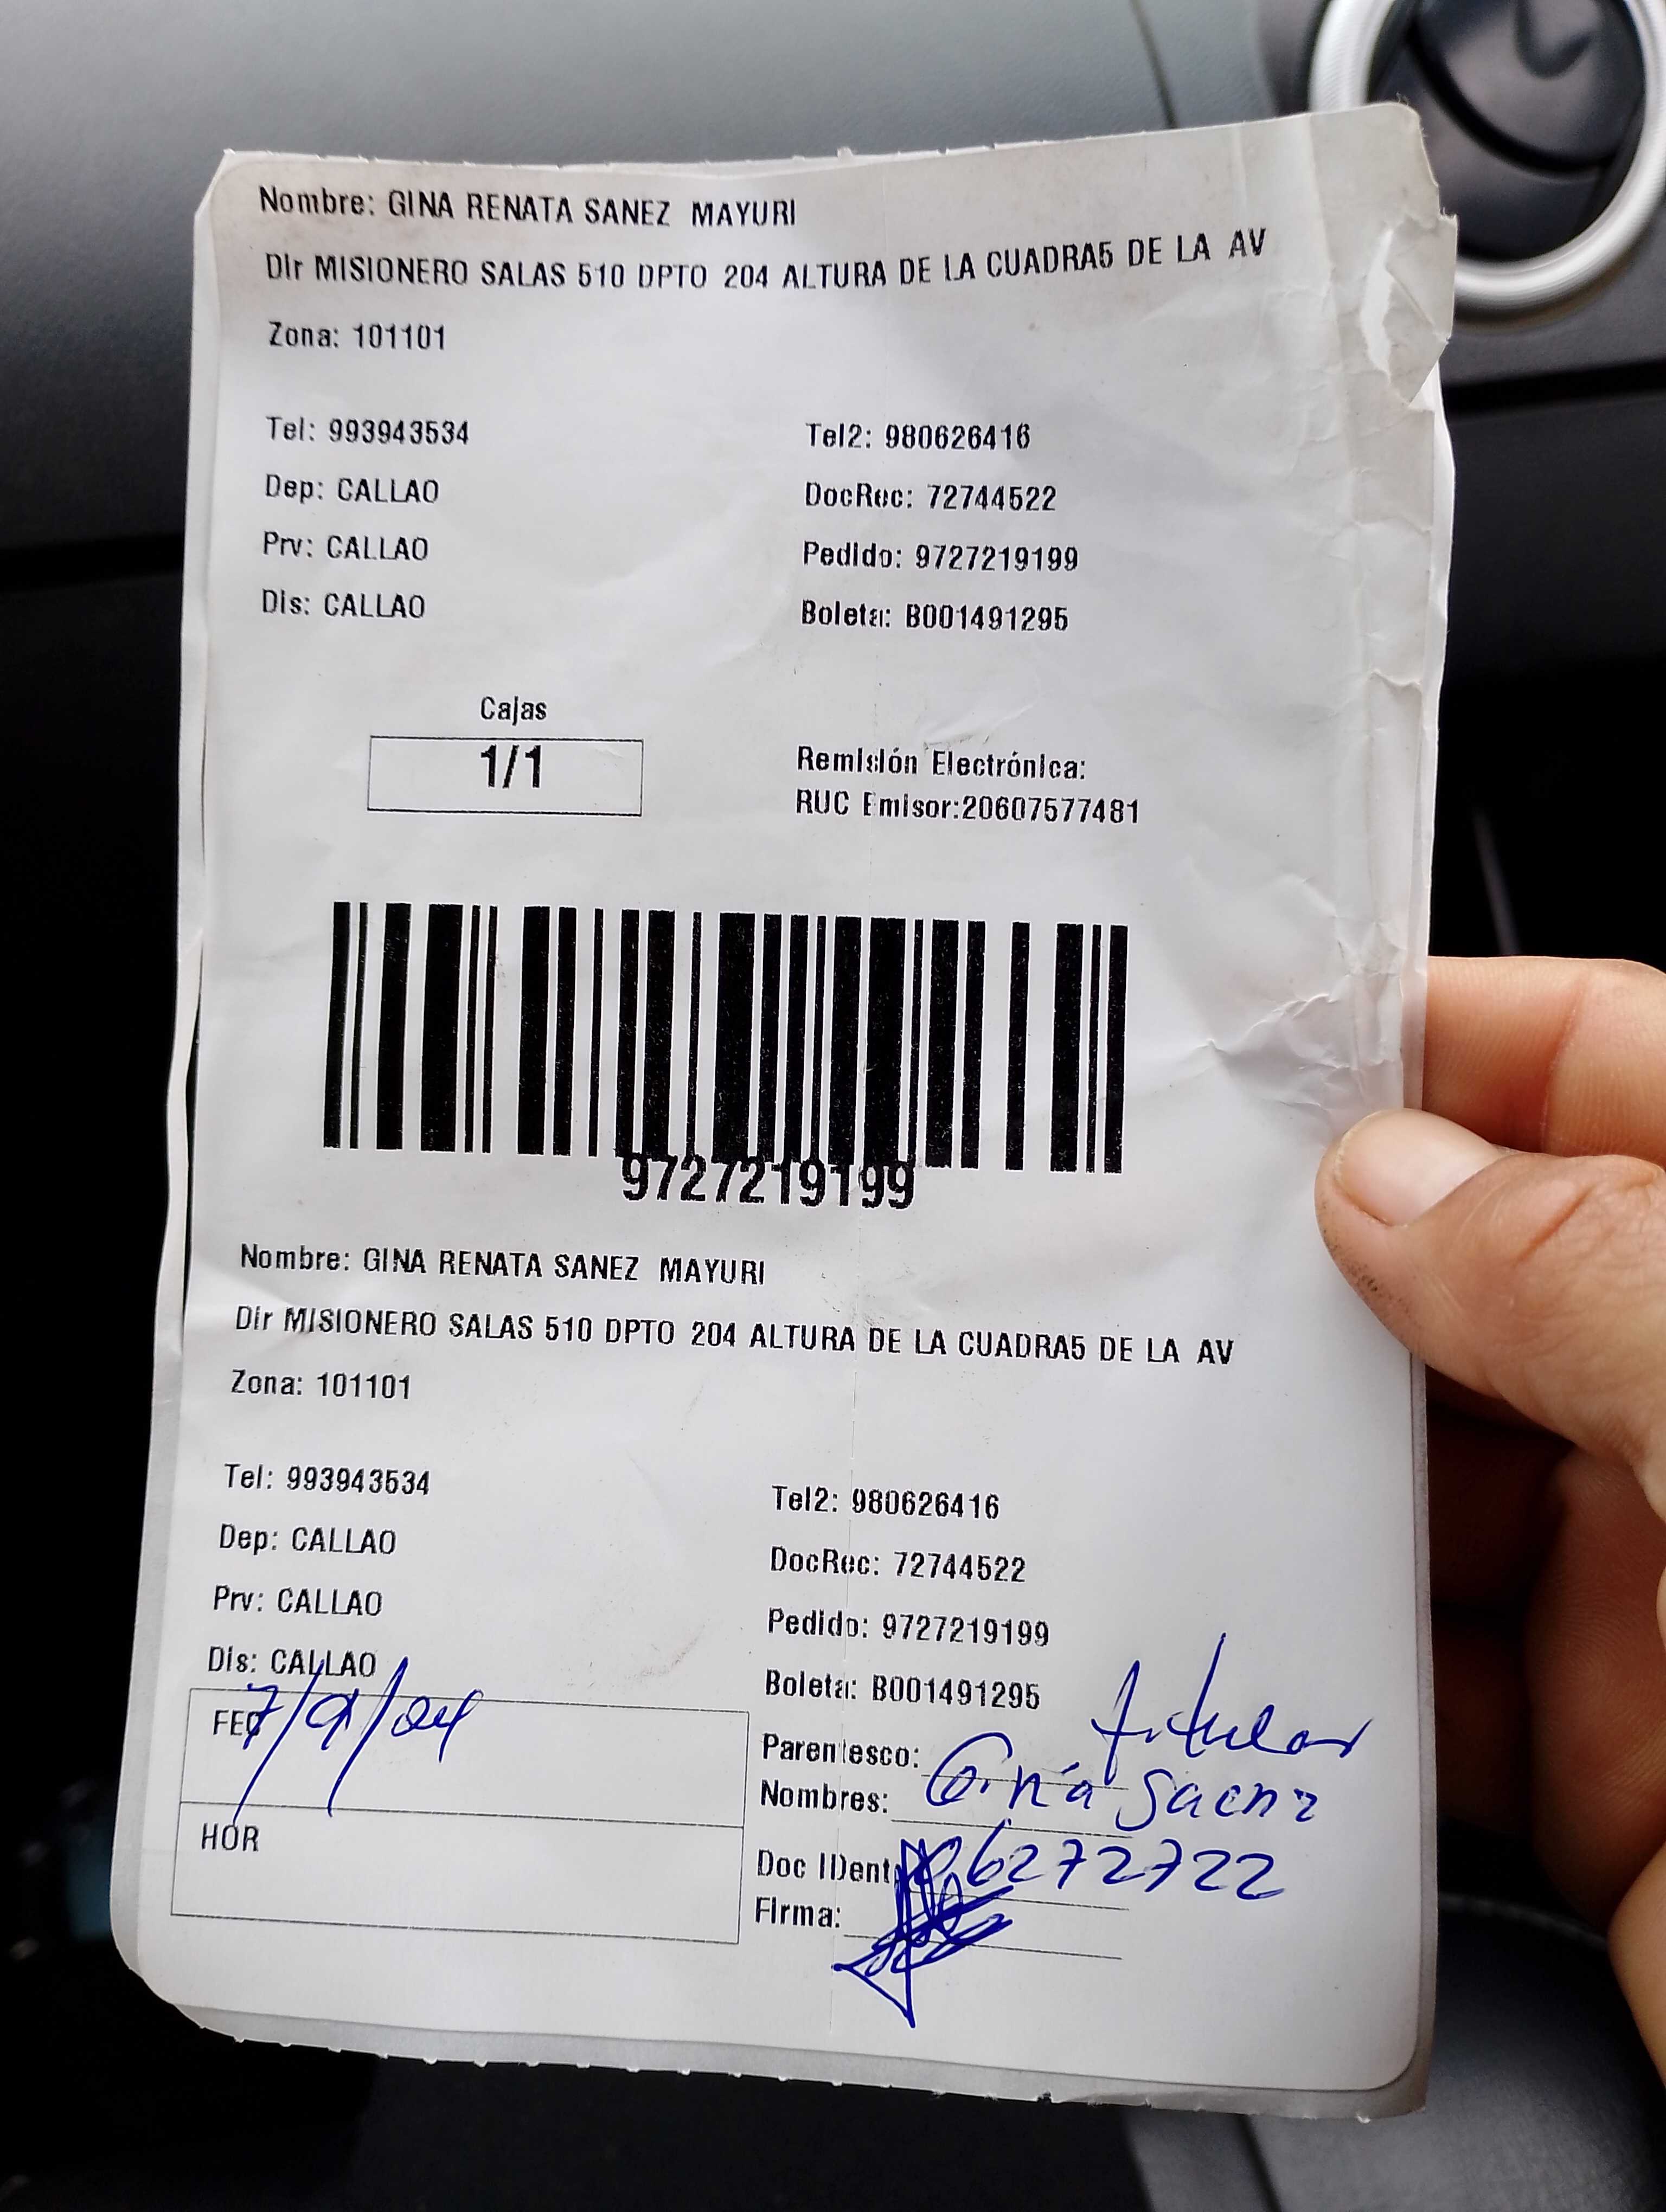 Nombre: GINA RENATA SANEZ MAYURI
Dir MISIONERO SALAS 510 DPTO 204 ALTURA DE LA CUADRA5 DE LA AV
Zona: 101101
Tel: 993943534 Tel2: 980626416
Dep: CALLAO DocRec: 72744522
Prv: CALLAO Pedido: 9727219199
Dis: CALLAO Boleta: B001491295
Cajas
1/1
Remisión Electrónica:
RUC Emisor:20607577481
9727219199
Nombre: GINA RENATA SANEZ MAYURI
Dir MISIONERO SALAS 510 DPTO 204 ALTURA DE LA CUADRA5 DE LA AV
Zona: 101101
Tel: 993943534 Tel2: 980626416
Dep: CALLAO DocRec: 72744522
Prv: CALLAO Pedido: 9727219199
Dis: CALLAO Boleta: B001491295
FEC
Parentesco: titular
Nombres: Gina Saenz
HOR
Doc IDent 6272722
Firma: